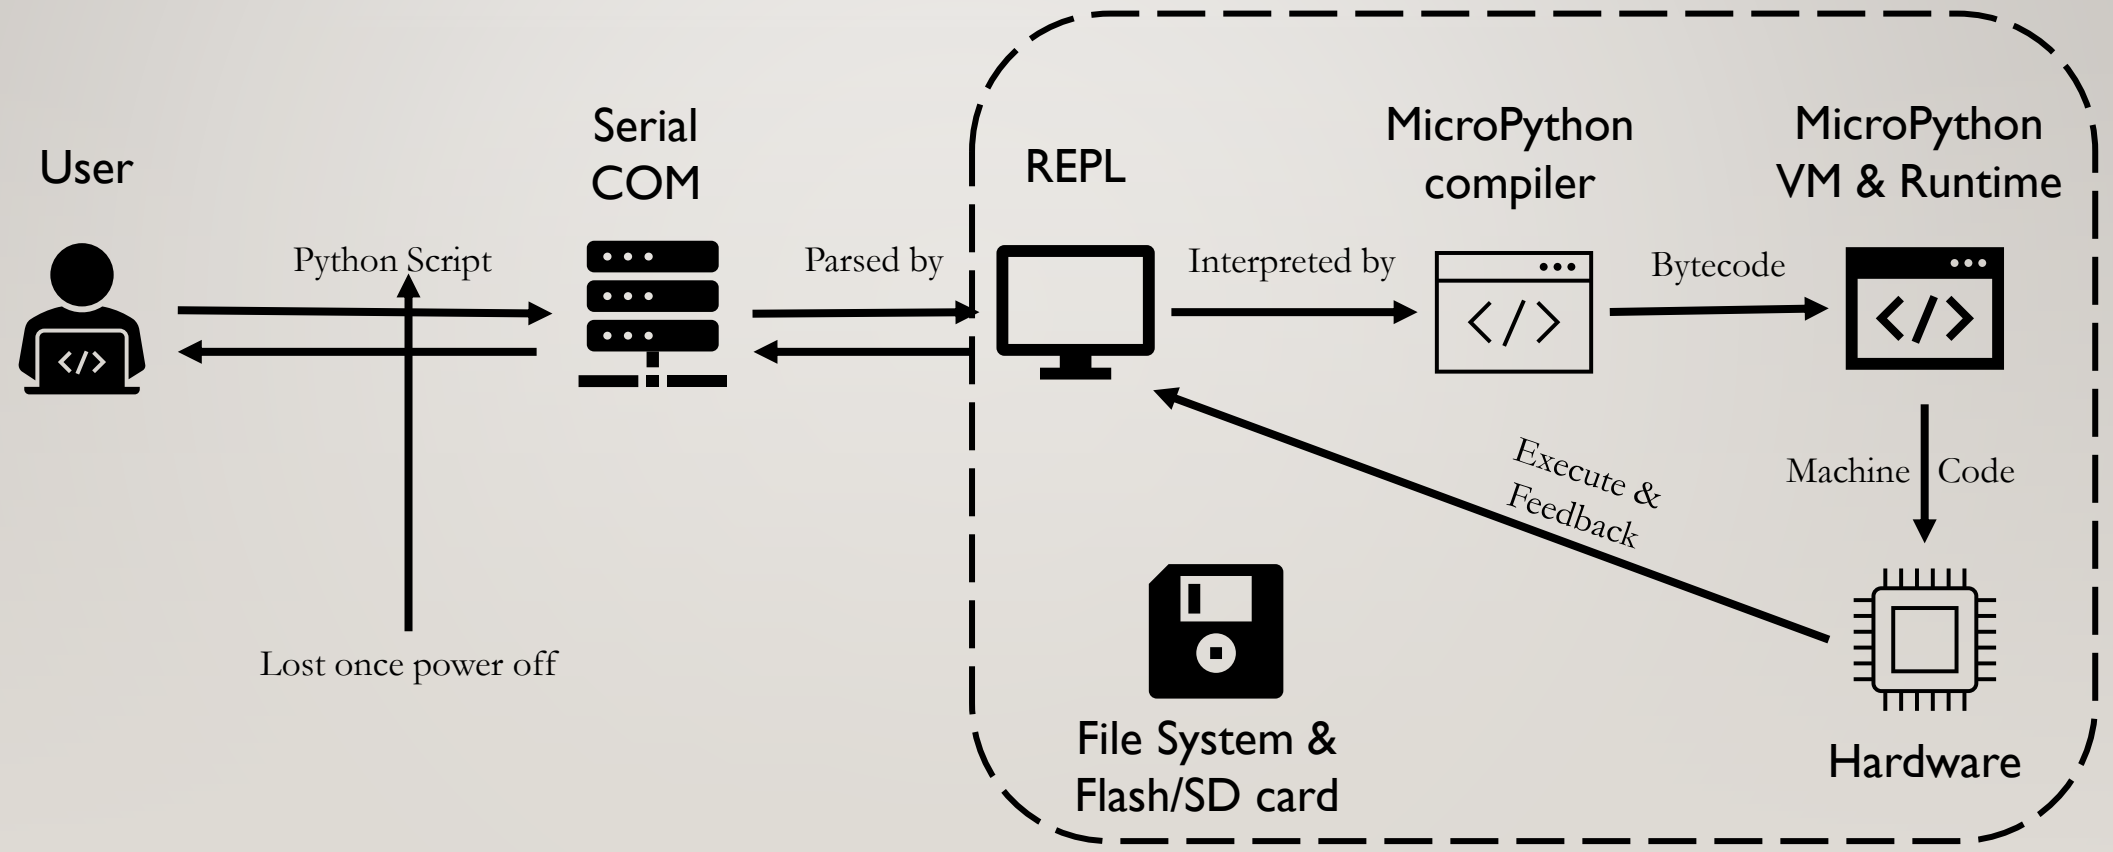 User
Serial
COM
REPL
MicroPython
compiler
MicroPython
VM & Runtime
Python Script
Parsed by
Interpreted by
Bytecode
Execute &
Feedback
Machine Code
Lost once power off
File System &
Flash/SD card
Hardware